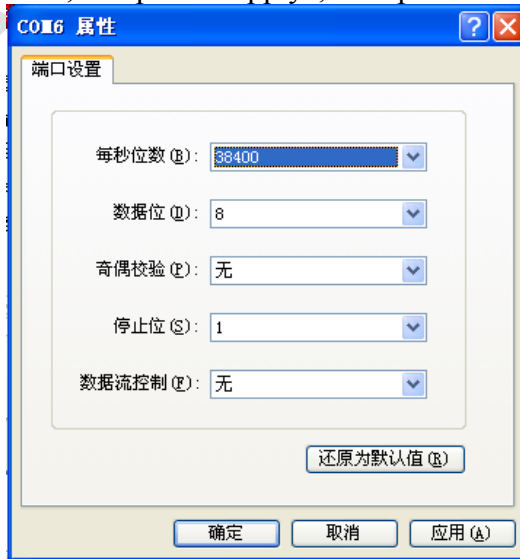 COM6 属性
端口设置
每秒位数(B): 38400
数据位(D): 8
奇偶校验(P): 无
停止位(S): 1
数据流控制(F): 无
还原为默认值(R)
确定 取消 应用(A)